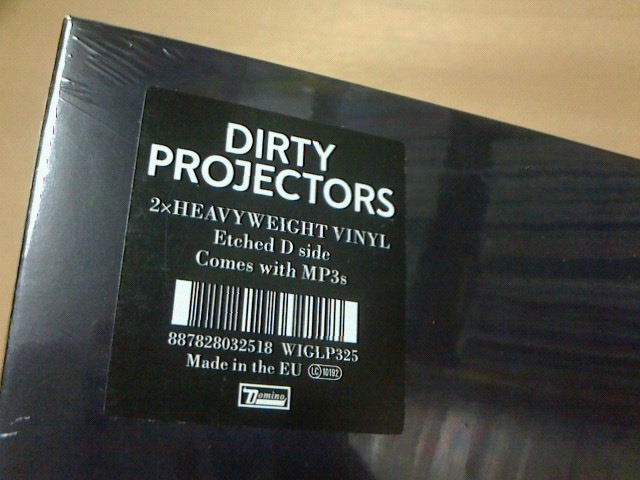 DIRTY
PROJECTORS
2×HEAVYWEIGHT VINYL
Etched D side
Comes with MP3s
887828032518 WIGLP325
Made in the EU LC 10192
Domino